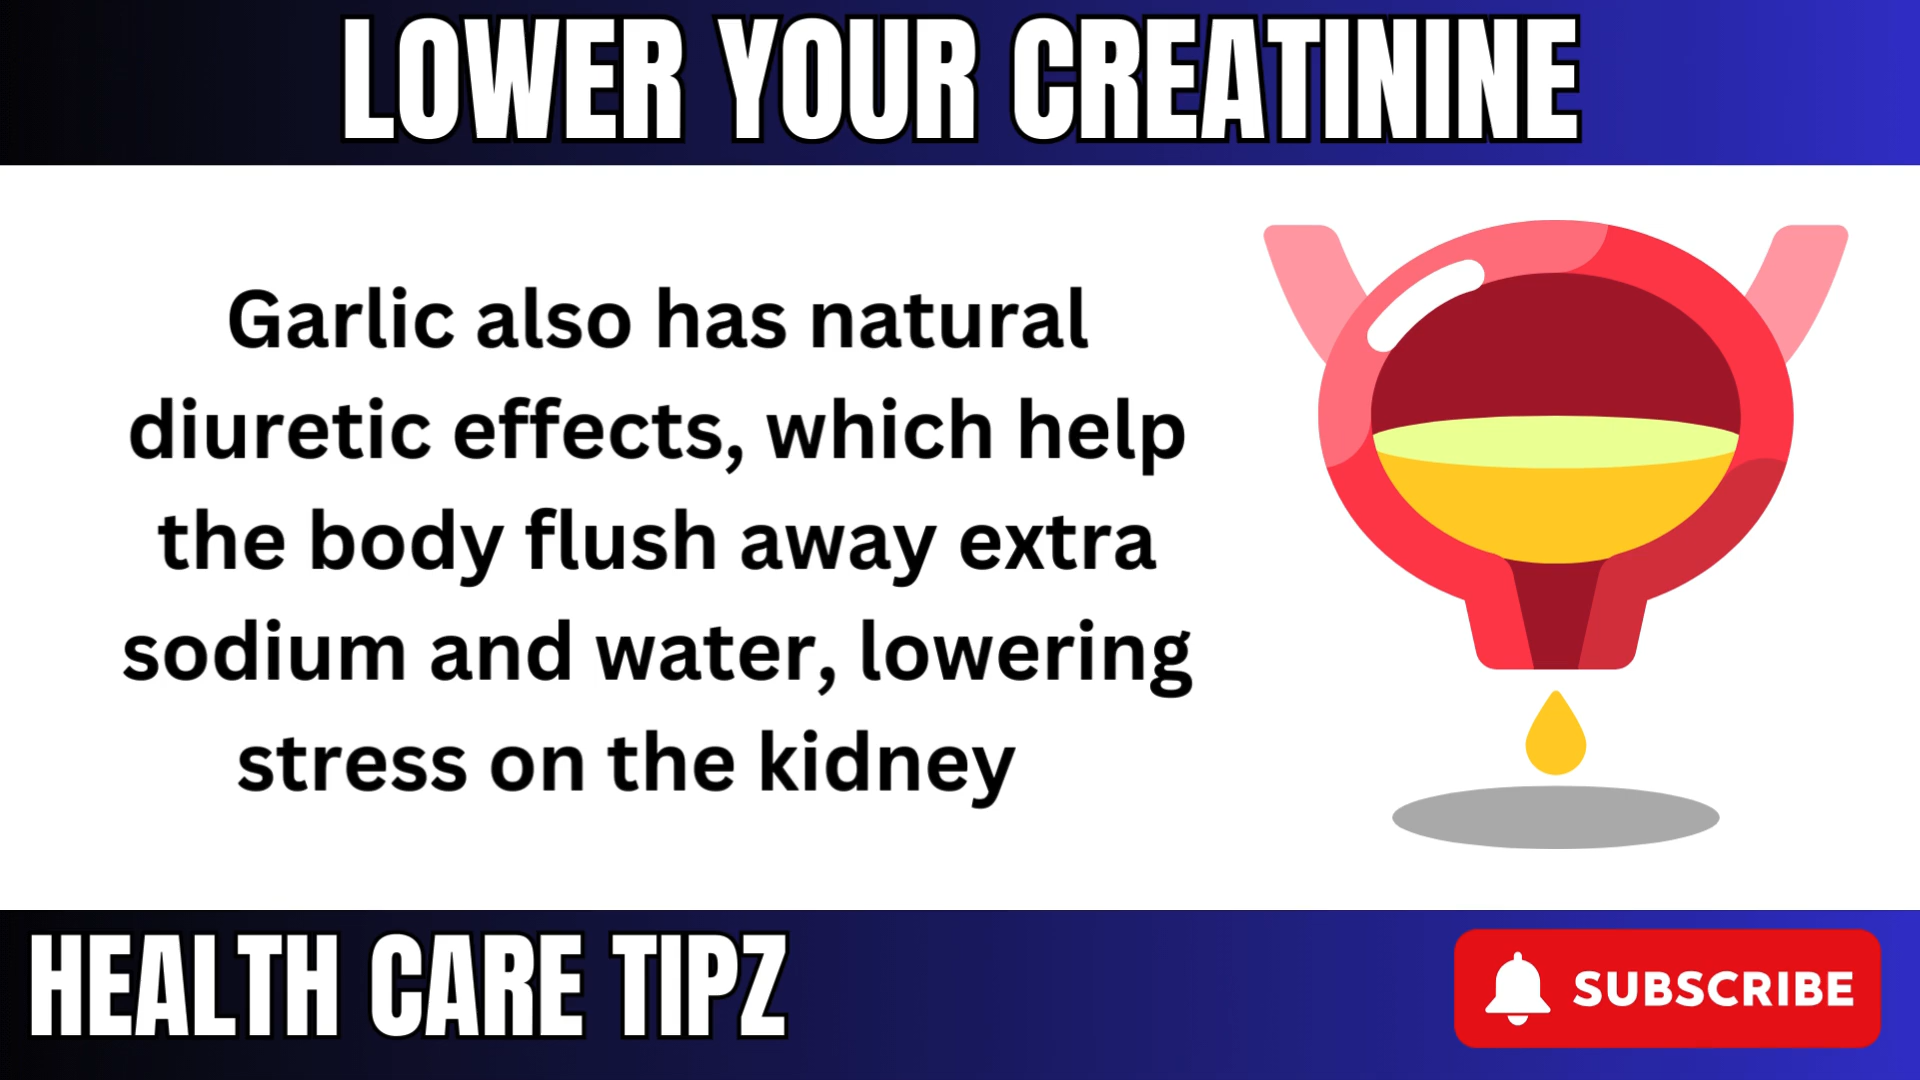 LOWER YOUR CREATININE
Garlic also has natural
diuretic effects, which help
the body flush away extra
sodium and water, lowering
stress on the kidney
HEALTH CARE TIPZ
SUBSCRIBE